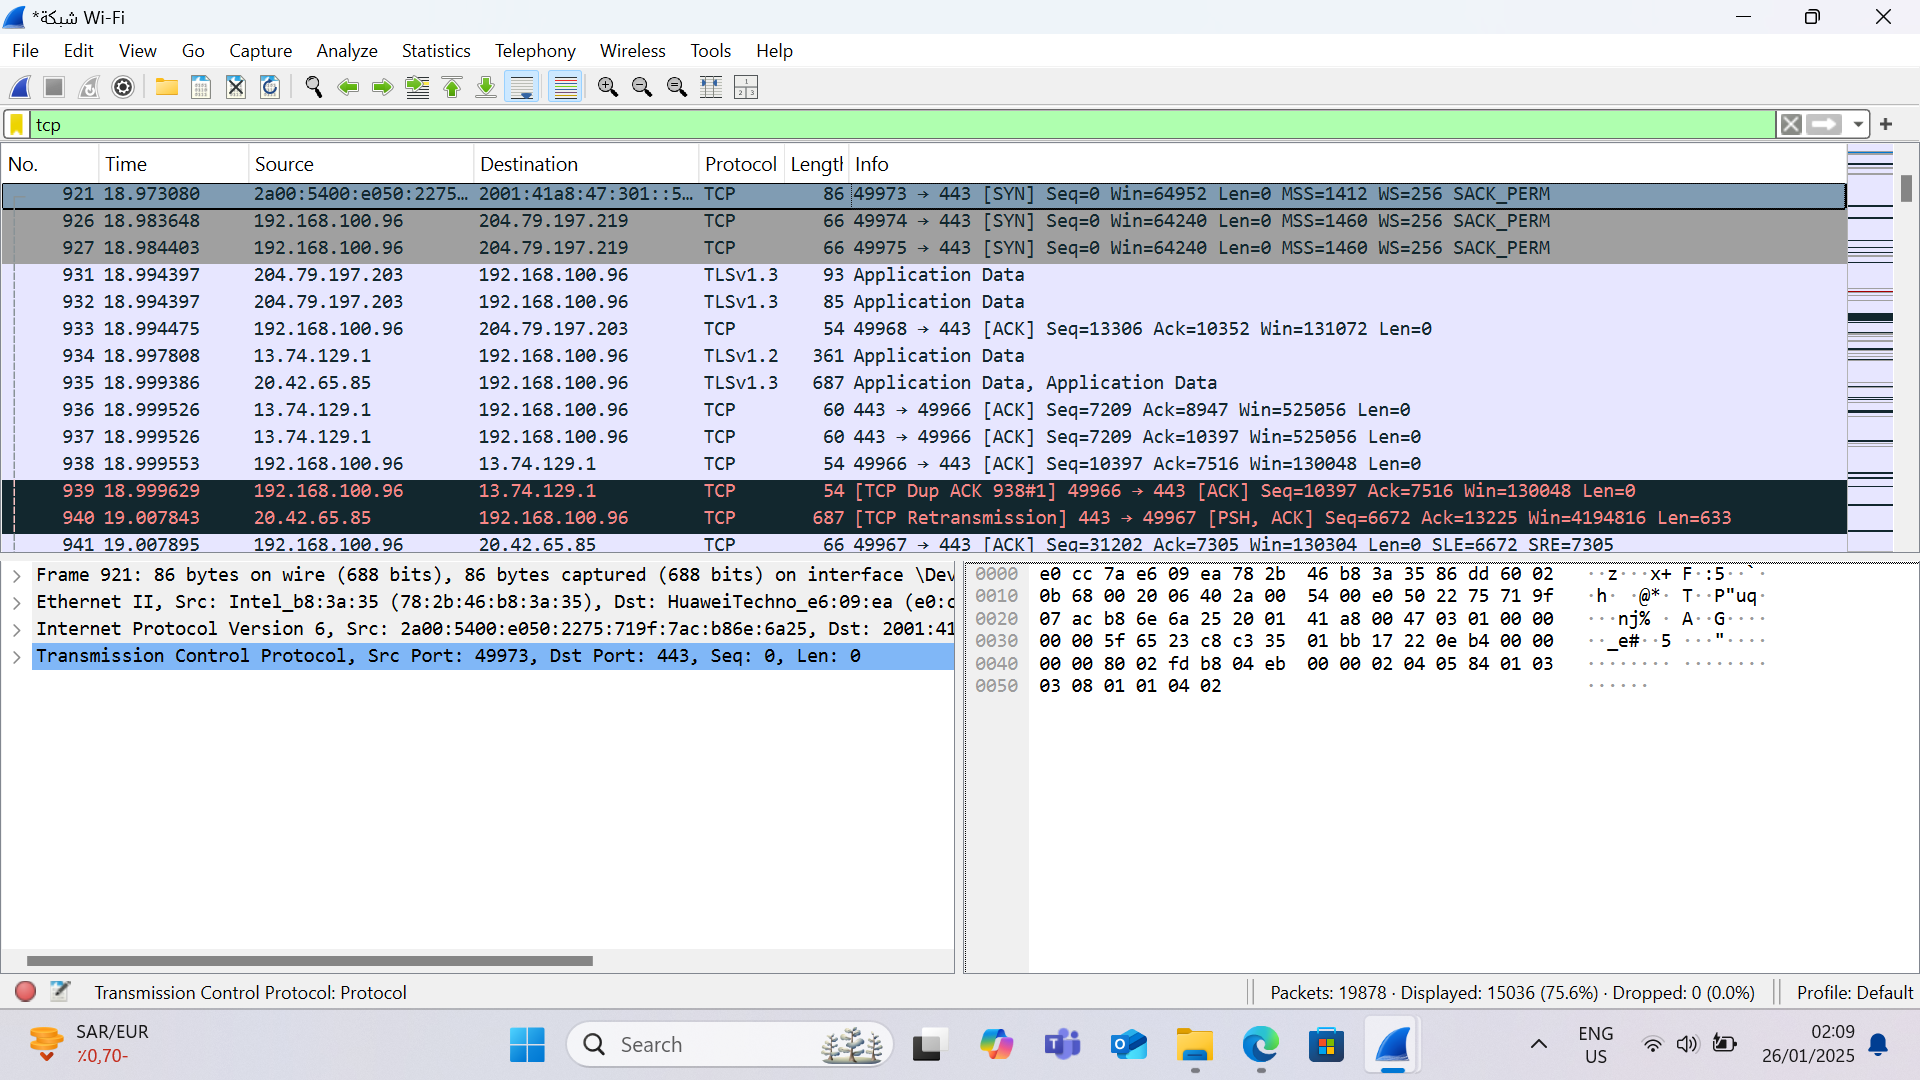 *شبكة Wi-Fi
File Edit View Go Capture Analyze Statistics Telephony Wireless Tools Help
tcp
No. Time Source Destination Protocol Length Info
921 18.973080 2a00:5400:e050:2275… 2001:41a8:47:301::5… TCP 86 49973 → 443 [SYN] Seq=0 Win=64952 Len=0 MSS=1412 WS=256 SACK_PERM
926 18.983648 192.168.100.96 204.79.197.219 TCP 66 49974 → 443 [SYN] Seq=0 Win=64240 Len=0 MSS=1460 WS=256 SACK_PERM
927 18.984403 192.168.100.96 204.79.197.219 TCP 66 49975 → 443 [SYN] Seq=0 Win=64240 Len=0 MSS=1460 WS=256 SACK_PERM
931 18.994397 204.79.197.203 192.168.100.96 TLSv1.3 93 Application Data
932 18.994397 204.79.197.203 192.168.100.96 TLSv1.3 85 Application Data
933 18.994475 192.168.100.96 204.79.197.203 TCP 54 49968 → 443 [ACK] Seq=13306 Ack=10352 Win=131072 Len=0
934 18.997808 13.74.129.1 192.168.100.96 TLSv1.2 361 Application Data
935 18.999386 20.42.65.85 192.168.100.96 TLSv1.3 687 Application Data, Application Data
936 18.999526 13.74.129.1 192.168.100.96 TCP 60 443 → 49966 [ACK] Seq=7209 Ack=8947 Win=525056 Len=0
937 18.999526 13.74.129.1 192.168.100.96 TCP 60 443 → 49966 [ACK] Seq=7209 Ack=10397 Win=525056 Len=0
938 18.999553 192.168.100.96 13.74.129.1 TCP 54 49966 → 443 [ACK] Seq=10397 Ack=7516 Win=130048 Len=0
939 18.999629 192.168.100.96 13.74.129.1 TCP 54 [TCP Dup ACK 938#1] 49966 → 443 [ACK] Seq=10397 Ack=7516 Win=130048 Len=0
940 19.007843 20.42.65.85 192.168.100.96 TCP 687 [TCP Retransmission] 443 → 49967 [PSH, ACK] Seq=6672 Ack=13225 Win=4194816 Len=633
941 19.007895 192.168.100.96 20.42.65.85 TCP 66 49967 → 443 [ACK] Seq=31202 Ack=7305 Win=130304 Len=0 SLE=6672 SRE=7305
Frame 921: 86 bytes on wire (688 bits), 86 bytes captured (688 bits) on interface \Dev
Ethernet II, Src: Intel_b8:3a:35 (78:2b:46:b8:3a:35), Dst: HuaweiTechno_e6:09:ea (e0:c
Internet Protocol Version 6, Src: 2a00:5400:e050:2275:719f:7ac:b86e:6a25, Dst: 2001:41
Transmission Control Protocol, Src Port: 49973, Dst Port: 443, Seq: 0, Len: 0
0000 e0 cc 7a e6 09 ea 78 2b 46 b8 3a 35 86 dd 60 02 ··z···x+ F·:5··`·
0010 0b 68 00 20 06 40 2a 00 54 00 e0 50 22 75 71 9f ·h· ·@*· T··P"uq·
0020 07 ac b8 6e 6a 25 20 01 41 a8 00 47 03 01 00 00 ···nj% · A··G····
0030 00 00 5f 65 23 c8 c3 35 01 bb 17 22 0e b4 00 00 ··_e#··5 ···"····
0040 00 00 80 02 fd b8 04 eb 00 00 02 04 05 84 01 03 ········ ········
0050 03 08 01 01 04 02 ······
Transmission Control Protocol: Protocol
Packets: 19878 · Displayed: 15036 (75.6%) · Dropped: 0 (0.0%)
Profile: Default
SAR/EUR
٪0,70-
Search
ENG
US
02:09
26/01/2025